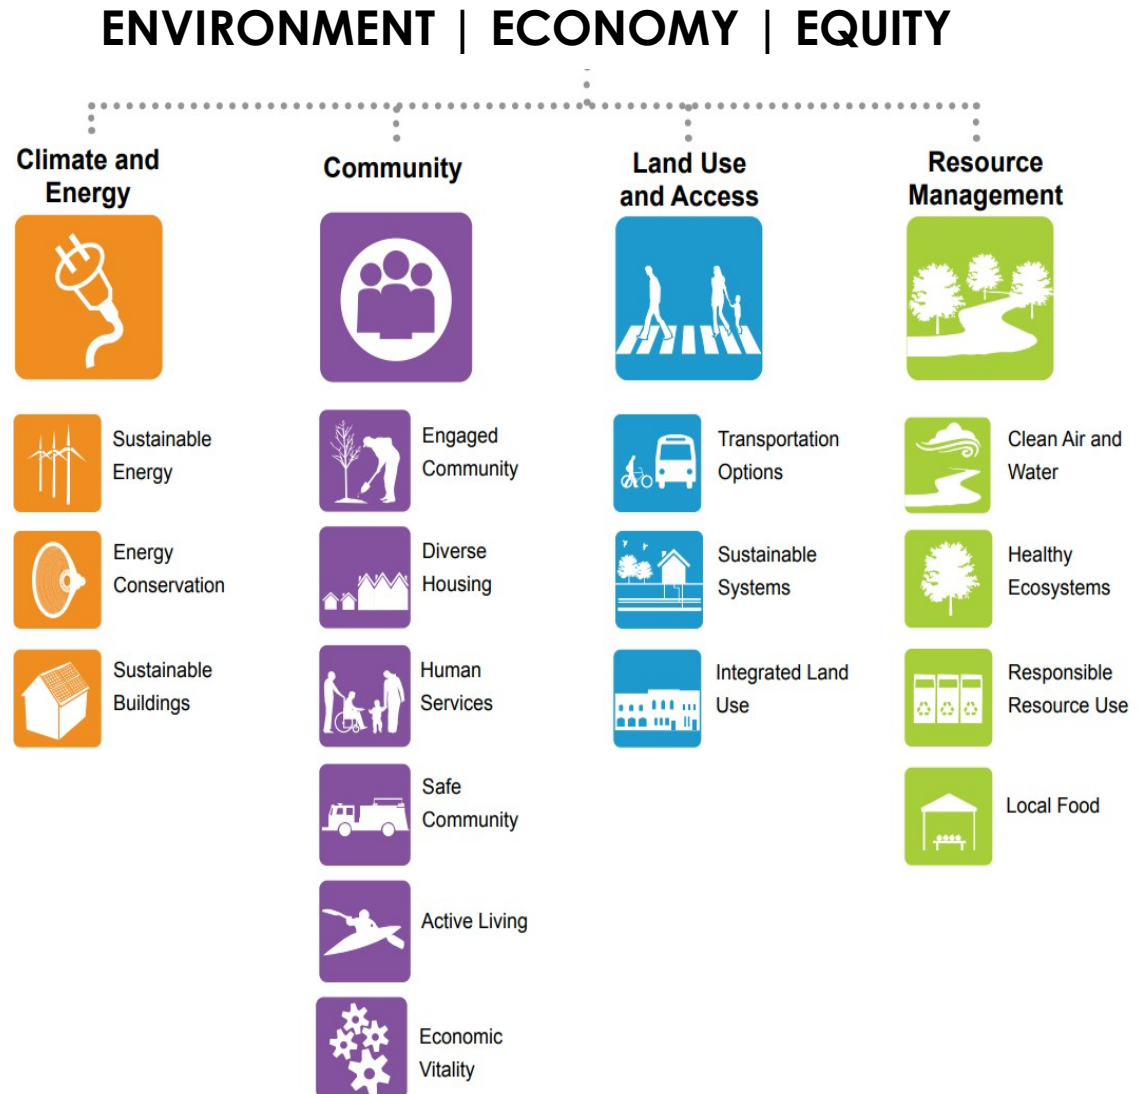 ENVIRONMENT | ECONOMY | EQUITY
Climate and
Energy
Sustainable
Energy
Energy
Conservation
Sustainable
Buildings
Community
Engaged
Community
Diverse
Housing
Human
Services
Safe
Community
Active Living
Economic
Vitality
Land Use
and Access
Transportation
Options
Sustainable
Systems
Integrated Land
Use
Resource
Management
Clean Air and
Water
Healthy
Ecosystems
Responsible
Resource Use
Local Food